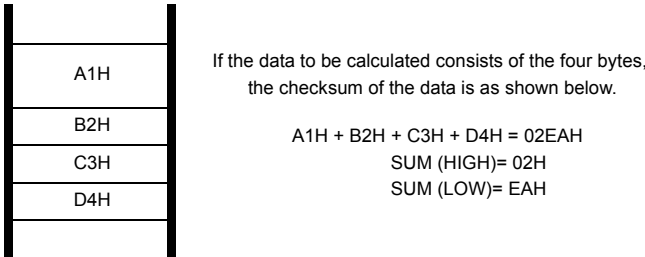 A1H
B2H
C3H
D4H
If the data to be calculated consists of the four bytes,
the checksum of the data is as shown below.
A1H + B2H + C3H + D4H = 02EAH
SUM (HIGH)= 02H
SUM (LOW)= EAH